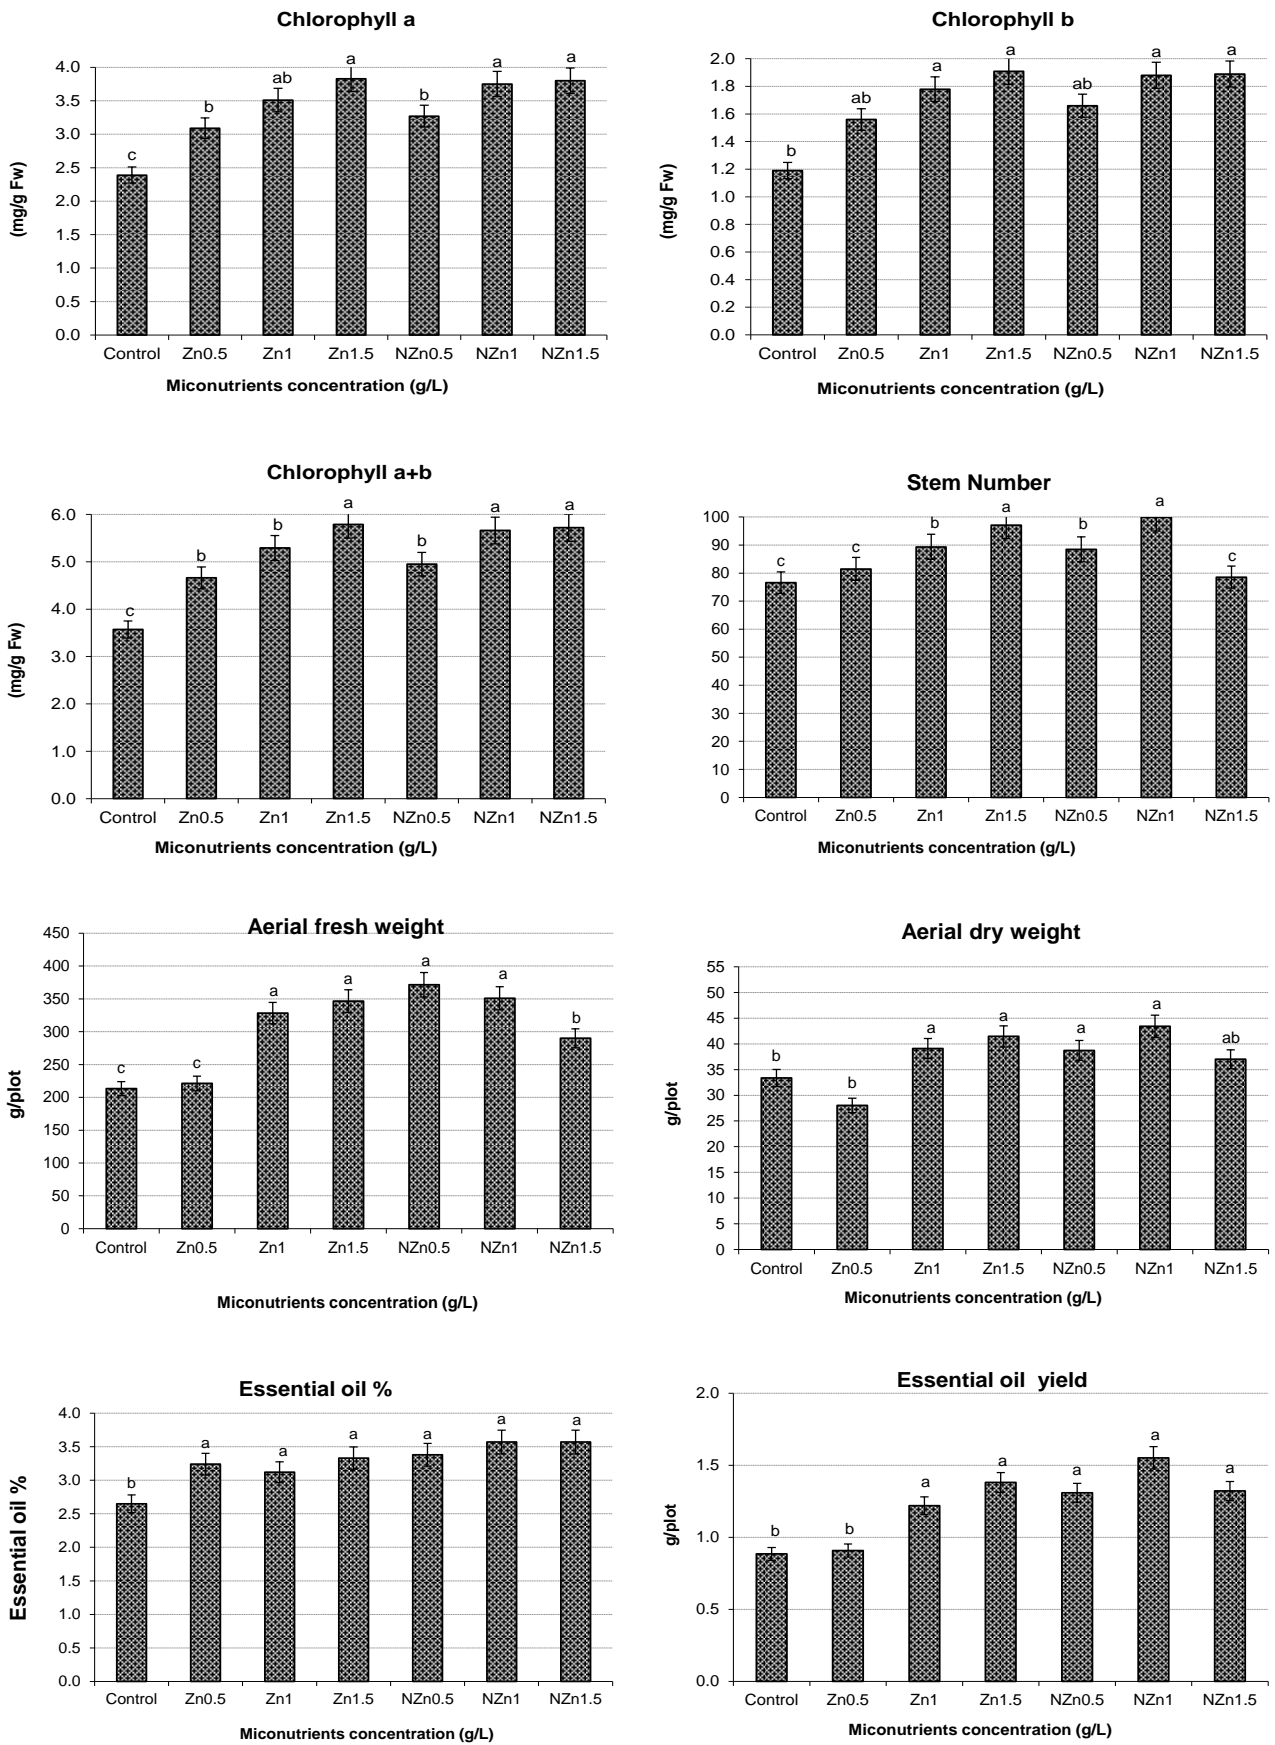 Chlorophyll a
(mg/g Fw)
4.0
3.5
3.0
2.5
2.0
1.5
1.0
0.5
0.0
c
b
ab
a
b
a
a
Control Zn0.5 Zn1 Zn1.5 NZn0.5 NZn1 NZn1.5
Miconutrients concentration (g/L)
Chlorophyll b
(mg/g Fw)
2.0
1.8
1.6
1.4
1.2
1.0
0.8
0.6
0.4
0.2
0.0
b
ab
a
a
ab
a
a
Control Zn0.5 Zn1 Zn1.5 NZn0.5 NZn1 NZn1.5
Miconutrients concentration (g/L)
Chlorophyll a+b
(mg/g Fw)
6.0
5.0
4.0
3.0
2.0
1.0
0.0
c
b
b
a
b
a
a
Control Zn0.5 Zn1 Zn1.5 NZn0.5 NZn1 NZn1.5
Miconutrients concentration (g/L)
Stem Number
100
90
80
70
60
50
40
30
20
10
0
c
c
b
a
b
a
c
Control Zn0.5 Zn1 Zn1.5 NZn0.5 NZn1 NZn1.5
Miconutrients concentration (g/L)
Aerial fresh weight
g/plot
450
400
350
300
250
200
150
100
50
0
c
c
a
a
a
a
b
Control Zn0.5 Zn1 Zn1.5 NZn0.5 NZn1 NZn1.5
Miconutrients concentration (g/L)
Aerial dry weight
g/plot
55
50
45
40
35
30
25
20
15
10
5
0
b
b
a
a
a
a
ab
Control Zn0.5 Zn1 Zn1.5 NZn0.5 NZn1 NZn1.5
Miconutrients concentration (g/L)
Essential oil %
Essential oil %
4.0
3.5
3.0
2.5
2.0
1.5
1.0
0.5
0.0
b
a
a
a
a
a
a
Control Zn0.5 Zn1 Zn1.5 NZn0.5 NZn1 NZn1.5
Miconutrients concentration (g/L)
Essential oil yield
g/plot
2.0
1.5
1.0
0.5
0.0
b
b
a
a
a
a
a
Control Zn0.5 Zn1 Zn1.5 NZn0.5 NZn1 NZn1.5
Miconutrients concentration (g/L)